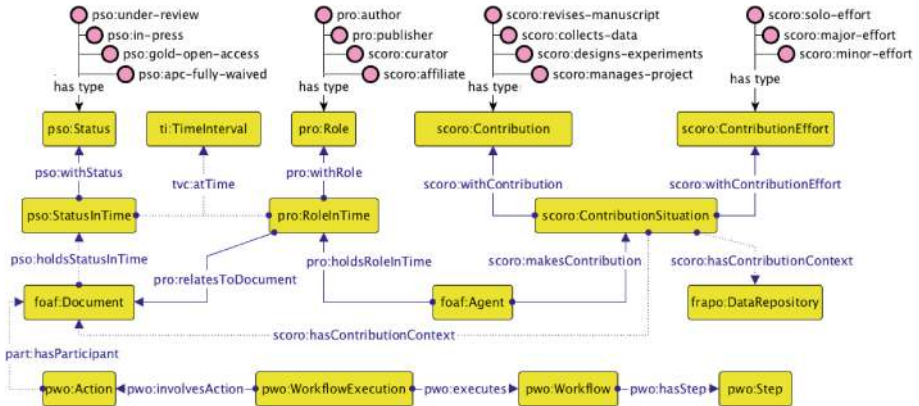 pso:under-review
pso:in-press
pso:gold-open-access
pso:apc-fully-waived
has type
pro:author
pro:publisher
scoro:curator
scoro:affiliate
has type
scoro:revises-manuscript
scoro:collects-data
scoro:designs-experiments
scoro:manages-project
has type
scoro:solo-effort
scoro:major-effort
scoro:minor-effort
has type
pso:Status
ti:TimeInterval
pro:Role
scoro:Contribution
scoro:ContributionEffort
pso:withStatus
tvc:atTime
pro:withRole
scoro:withContribution
scoro:withContributionEffort
pso:StatusInTime
pro:RoleInTime
scoro:ContributionSituation
pso:holdsStatusInTime
pro:relatesToDocument
pro:holdsRoleInTime
scoro:makesContribution
scoro:hasContributionContext
foaf:Document
foaf:Agent
frapo:DataRepository
scoro:hasContributionContext
part:hasParticipant
pwo:Action
pwo:involvesAction
pwo:WorkflowExecution
pwo:executes
pwo:Workflow
pwo:hasStep
pwo:Step